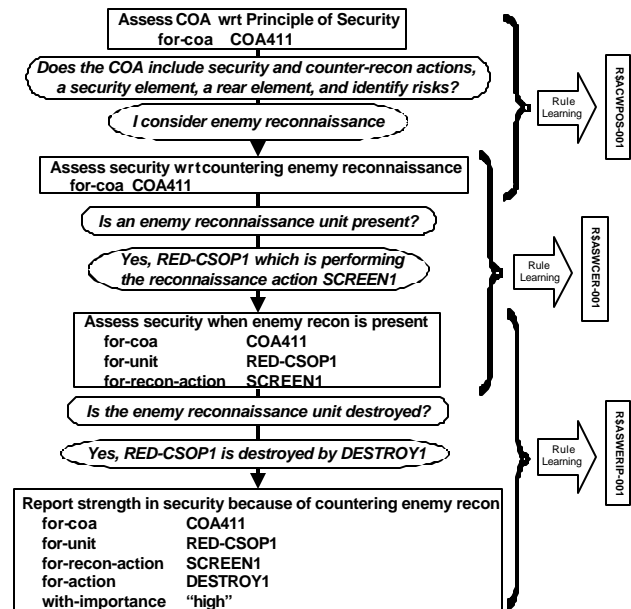 Assess COA wrt Principle of Security
for-coa COA411
Does the COA include security and counter-recon actions,
a security element, a rear element, and identify risks?
I consider enemy reconnaissance
Rule
Learning
R$ACWPOS-001
Assess security wrt countering enemy reconnaissance
for-coa COA411
Is an enemy reconnaissance unit present?
Yes, RED-CSOP1 which is performing
the reconnaissance action SCREEN1
Rule
Learning
R$ASWCER-001
Assess security when enemy recon is present
for-coa COA411
for-unit RED-CSOP1
for-recon-action SCREEN1
Is the enemy reconnaissance unit destroyed?
Yes, RED-CSOP1 is destroyed by DESTROY1
Rule
Learning
R$ASWERIP-001
Report strength in security because of countering enemy recon
for-coa COA411
for-unit RED-CSOP1
for-recon-action SCREEN1
for-action DESTROY1
with-importance “high”